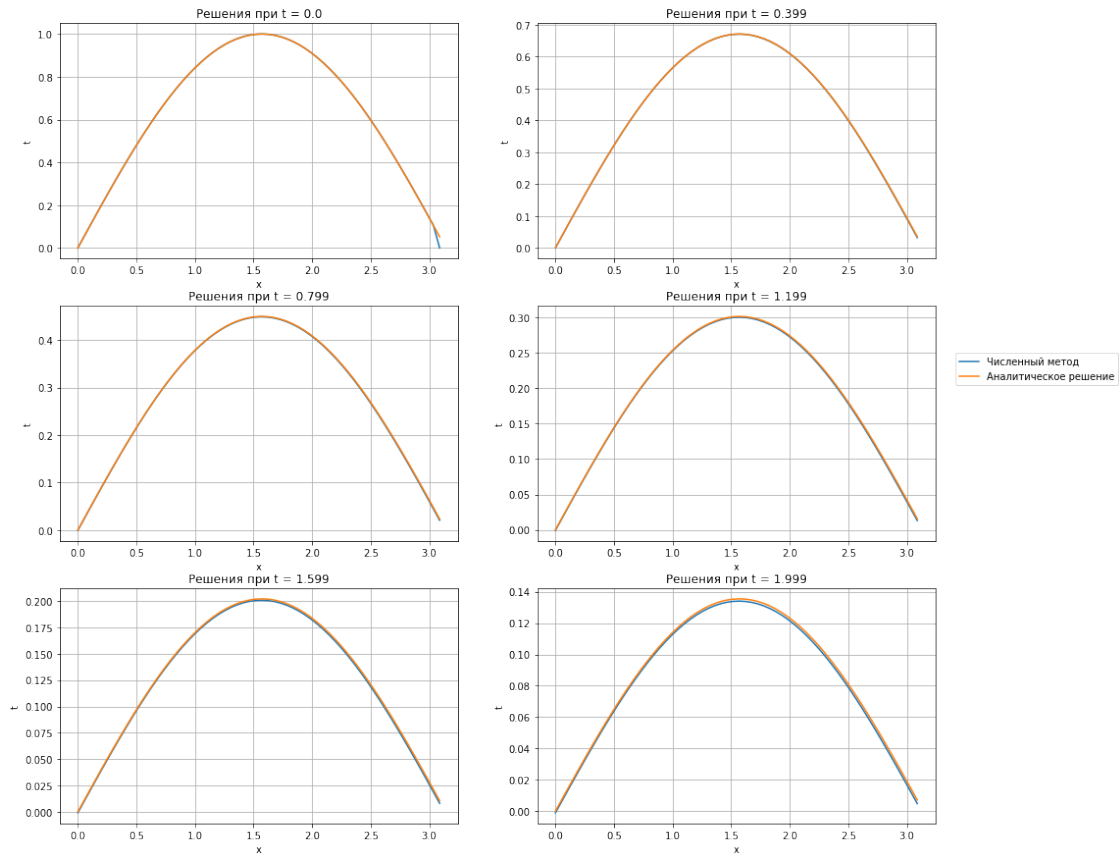 Решения при t = 0.0
1.0
0.8
0.6
0.4
0.2
0.0
t
0.0 0.5 1.0 1.5 2.0 2.5 3.0
x
Решения при t = 0.399
0.7
0.6
0.5
0.4
0.3
0.2
0.1
0.0
t
0.0 0.5 1.0 1.5 2.0 2.5 3.0
x
Решения при t = 0.799
0.4
0.3
0.2
0.1
0.0
t
0.0 0.5 1.0 1.5 2.0 2.5 3.0
x
Решения при t = 1.199
0.30
0.25
0.20
0.15
0.10
0.05
0.00
t
0.0 0.5 1.0 1.5 2.0 2.5 3.0
x
Численный метод
Аналитическое решение
Решения при t = 1.599
0.200
0.175
0.150
0.125
0.100
0.075
0.050
0.025
0.000
t
0.0 0.5 1.0 1.5 2.0 2.5 3.0
x
Решения при t = 1.999
0.14
0.12
0.10
0.08
0.06
0.04
0.02
0.00
t
0.0 0.5 1.0 1.5 2.0 2.5 3.0
x